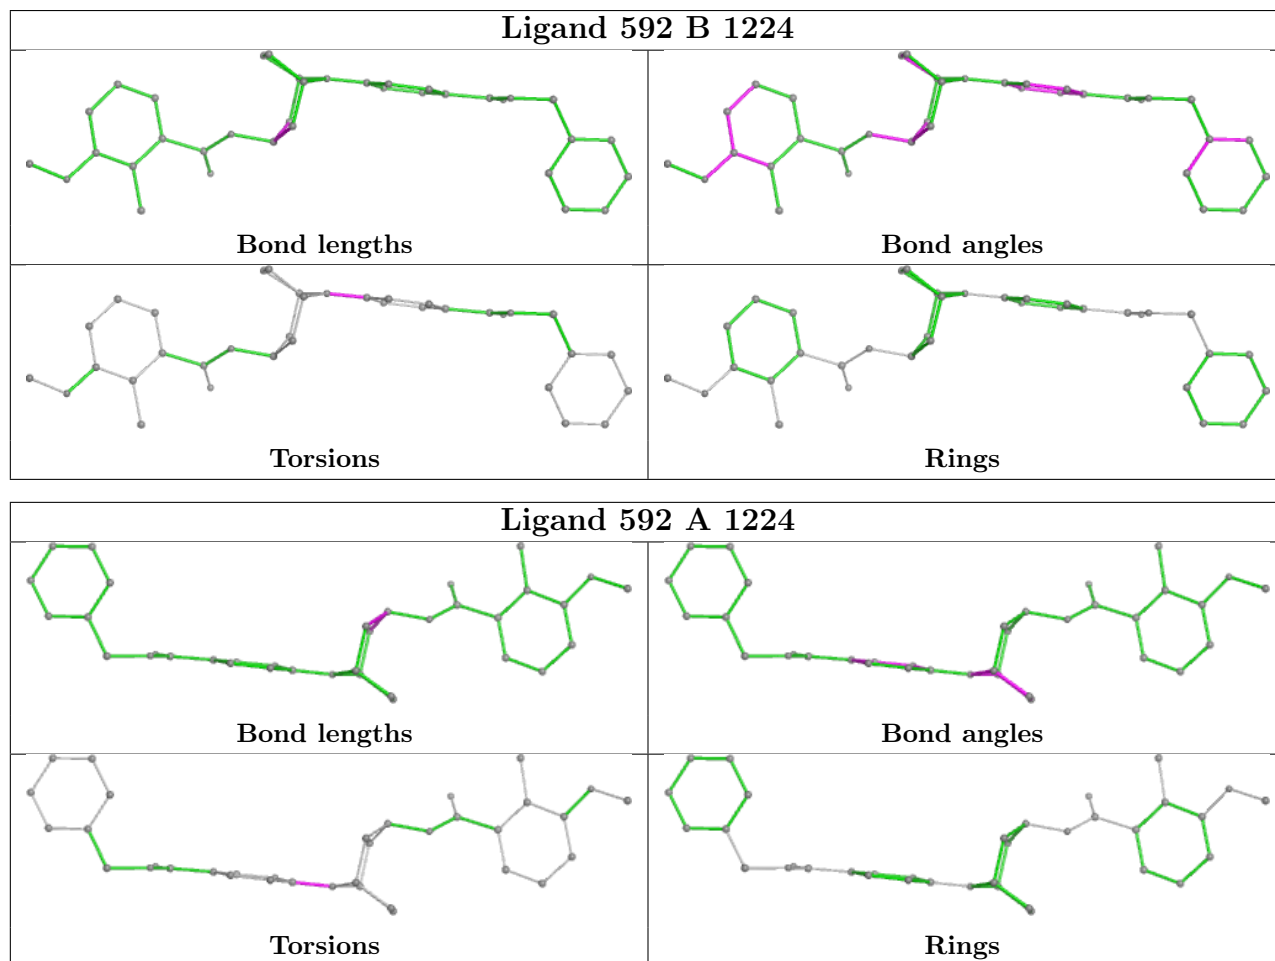 Ligand 592 B 1224
Bond lengths
Bond angles
Torsions
Rings
Ligand 592 A 1224
Bond lengths
Bond angles
Torsions
Rings